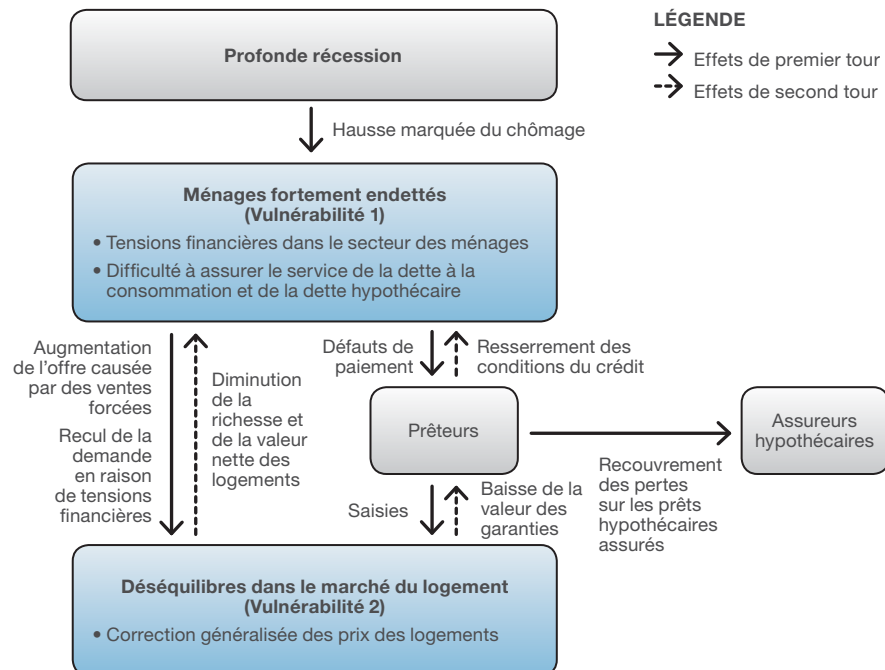 Profonde récession
LÉGENDE
Effets de premier tour
Effets de second tour
Hausse marquée du chômage
Ménages fortement endettés
(Vulnérabilité 1)
• Tensions financières dans le secteur des ménages
• Difficulté à assurer le service de la dette à la
consommation et de la dette hypothécaire
Augmentation
de l’offre causée
par des ventes
forcées
Recul de la
demande
en raison
de tensions
financières
Diminution
de la
richesse et
de la valeur
nette des
logements
Défauts de
paiement
Resserrement des
conditions du crédit
Prêteurs
Assureurs
hypothécaires
Recouvrement
des pertes
sur les prêts
hypothécaires
assurés
Saisies
Baisse de la
valeur des
garanties
Déséquilibres dans le marché du logement
(Vulnérabilité 2)
• Correction généralisée des prix des logements